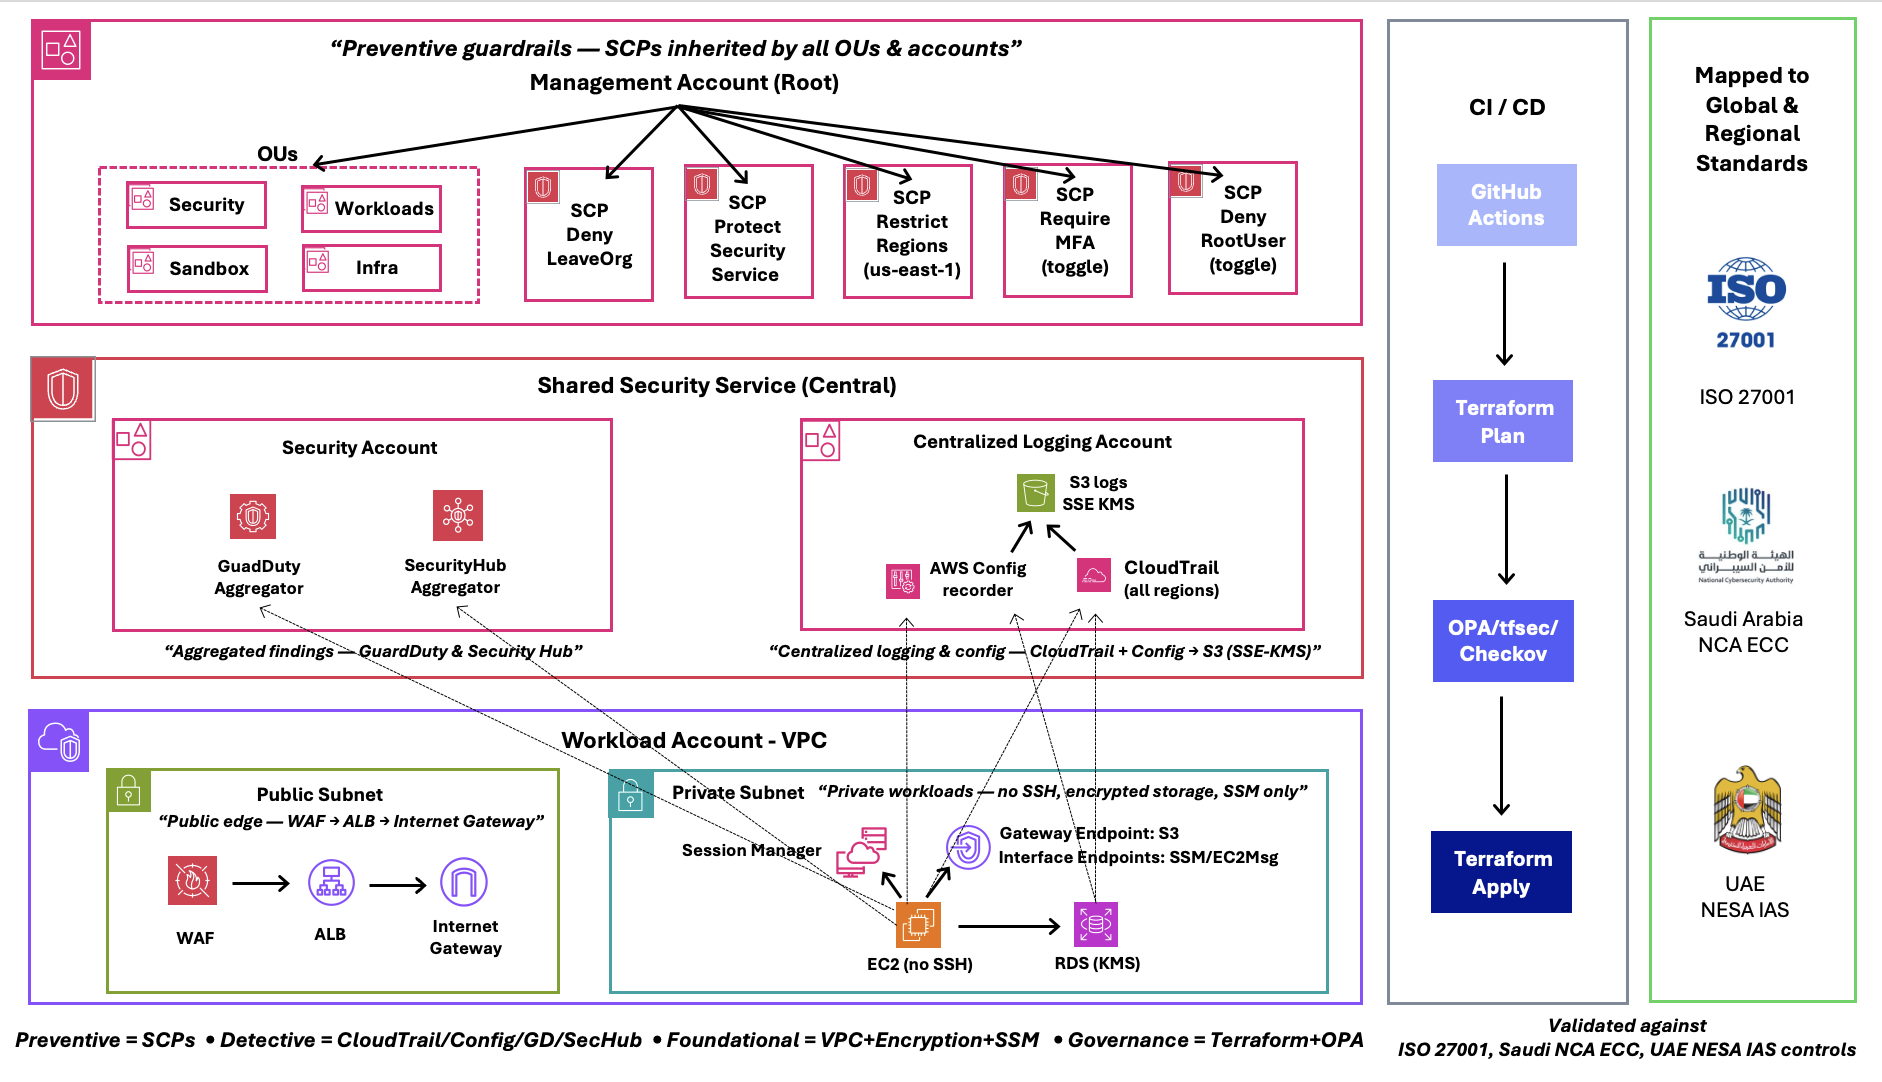 “Preventive guardrails — SCPs inherited by all OUs & accounts”
Management Account (Root)
OUs
Security
Workloads
Sandbox
Infra
SCP
Deny
LeaveOrg
SCP
Protect
Security
Service
SCP
Restrict
Regions
(us-east-1)
SCP
Require
MFA
(toggle)
SCP
Deny
RootUser
(toggle)
Shared Security Service (Central)
Security Account
GuadDuty
Aggregator
SecurityHub
Aggregator
“Aggregated findings — GuardDuty & Security Hub”
Centralized Logging Account
S3 logs
SSE KMS
AWS Config
recorder
CloudTrail
(all regions)
“Centralized logging & config — CloudTrail + Config → S3 (SSE-KMS)”
Workload Account - VPC
Public Subnet
“Public edge — WAF → ALB → Internet Gateway”
WAF
ALB
Internet
Gateway
Private Subnet
“Private workloads — no SSH, encrypted storage, SSM only”
Session Manager
Gateway Endpoint: S3
Interface Endpoints: SSM/EC2Msg
EC2 (no SSH)
RDS (KMS)
Preventive = SCPs • Detective = CloudTrail/Config/GD/SecHub • Foundational = VPC+Encryption+SSM • Governance = Terraform+OPA
CI / CD
GitHub
Actions
Terraform
Plan
OPA/tfsec/
Checkov
Terraform
Apply
Mapped to
Global &
Regional
Standards
ISO
27001
ISO 27001
الهيئة الوطنية
للأمن السيبراني
National Cybersecurity Authority
Saudi Arabia
NCA ECC
UAE
NESA IAS
Validated against
ISO 27001, Saudi NCA ECC, UAE NESA IAS controls